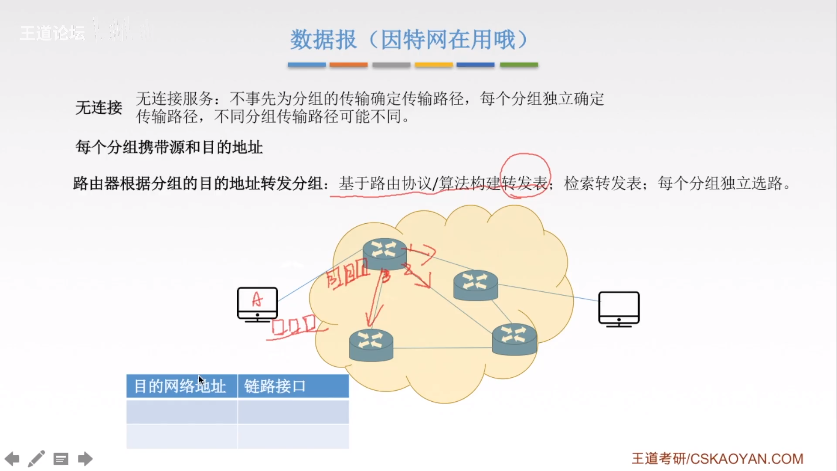 王道论坛
数据报（因特网在用哦）
无连接
无连接服务：不事先为分组的传输确定传输路径，每个分组独立确定
传输路径，不同分组传输路径可能不同。
每个分组携带源和目的地址
路由器根据分组的目的地址转发分组：基于路由协议/算法构建转发表；检索转发表；每个分组独立选路。
1
3 2 1
3 2
A
目的网络地址 链路接口
王道考研/CSKAOYAN.COM